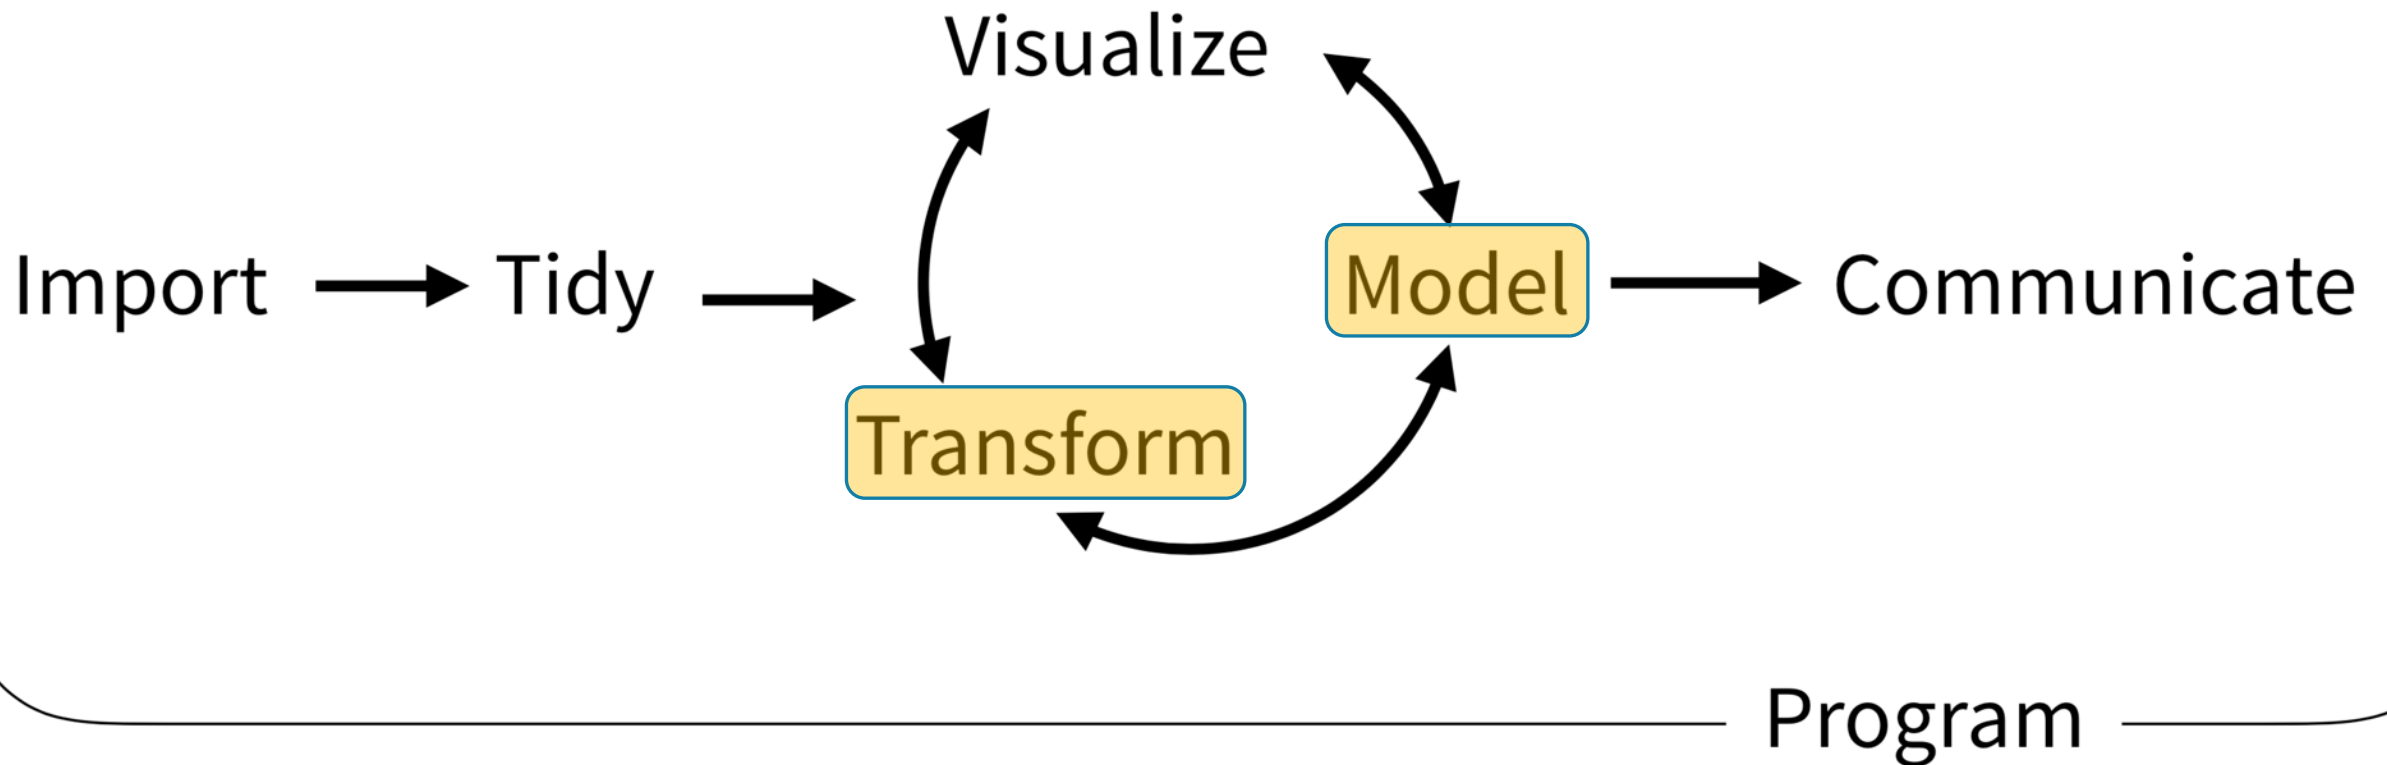 Visualize
Import
Tidy
Model
Communicate
Transform
Program